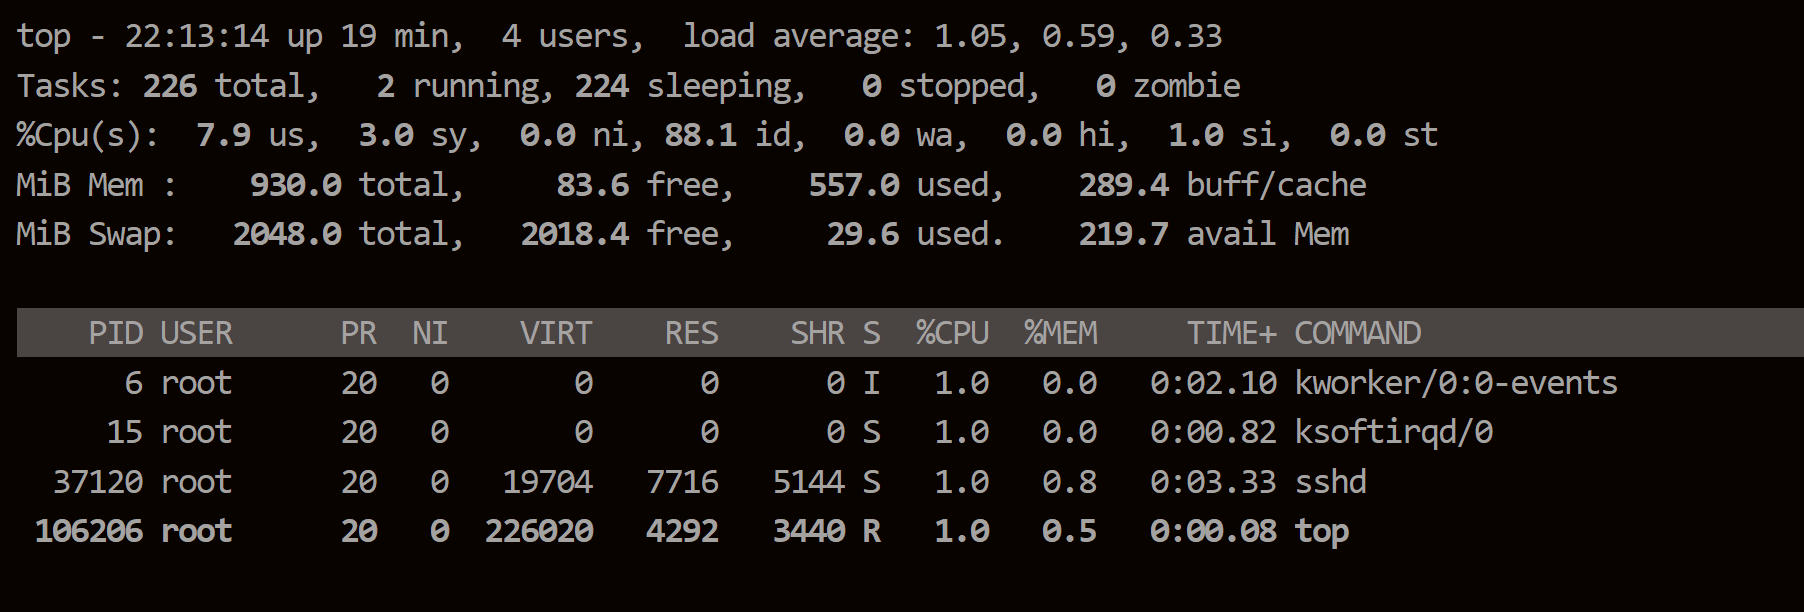 top - 22:13:14 up 19 min,  4 users,  load average: 1.05, 0.59, 0.33
Tasks: 226 total,   2 running, 224 sleeping,   0 stopped,   0 zombie
%Cpu(s):  7.9 us,  3.0 sy,  0.0 ni, 88.1 id,  0.0 wa,  0.0 hi,  1.0 si,  0.0 st
MiB Mem :    930.0 total,     83.6 free,    557.0 used,    289.4 buff/cache
MiB Swap:   2048.0 total,   2018.4 free,     29.6 used.    219.7 avail Mem
    PID USER      PR  NI    VIRT    RES    SHR S  %CPU  %MEM     TIME+ COMMAND
      6 root      20   0       0      0      0 I   1.0   0.0   0:02.10 kworker/0:0-events
     15 root      20   0       0      0      0 S   1.0   0.0   0:00.82 ksoftirqd/0
  37120 root      20   0   19704   7716   5144 S   1.0   0.8   0:03.33 sshd
 106206 root      20   0  226020   4292   3440 R   1.0   0.5   0:00.08 top